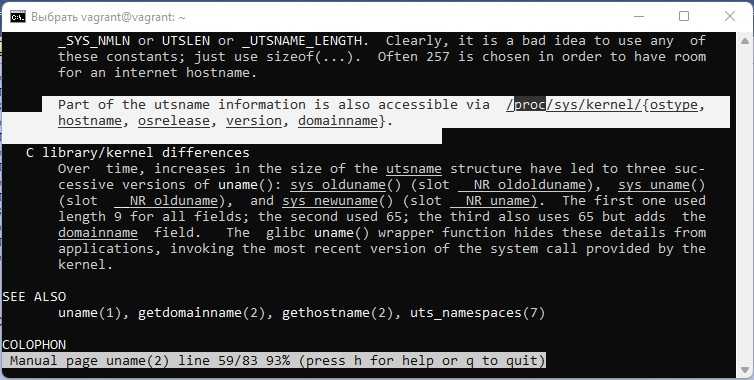 Выбрать vagrant@vagrant: ~
_SYS_NMLN or UTSLEN or _UTSNAME_LENGTH.  Clearly, it is a bad idea to use any  of
these constants; just use sizeof(...).  Often 257 is chosen in order to have room
for an internet hostname.
Part of the utsname information is also accessible via  /proc/sys/kernel/{ostype,
hostname, osrelease, version, domainname}.
C library/kernel differences
Over  time, increases in the size of the utsname structure have led to three suc-
cessive versions of uname(): sys_olduname() (slot __NR_oldolduname),  sys_uname()
(slot  __NR_olduname),  and sys_newuname() (slot __NR_uname).  The first one used
length 9 for all fields; the second used 65; the third also uses 65 but adds  the
domainname  field.   The  glibc uname() wrapper function hides these details from
applications, invoking the most recent version of the system call provided by the
kernel.
SEE ALSO
uname(1), getdomainname(2), gethostname(2), uts_namespaces(7)
COLOPHON
Manual page uname(2) line 59/83 93% (press h for help or q to quit)